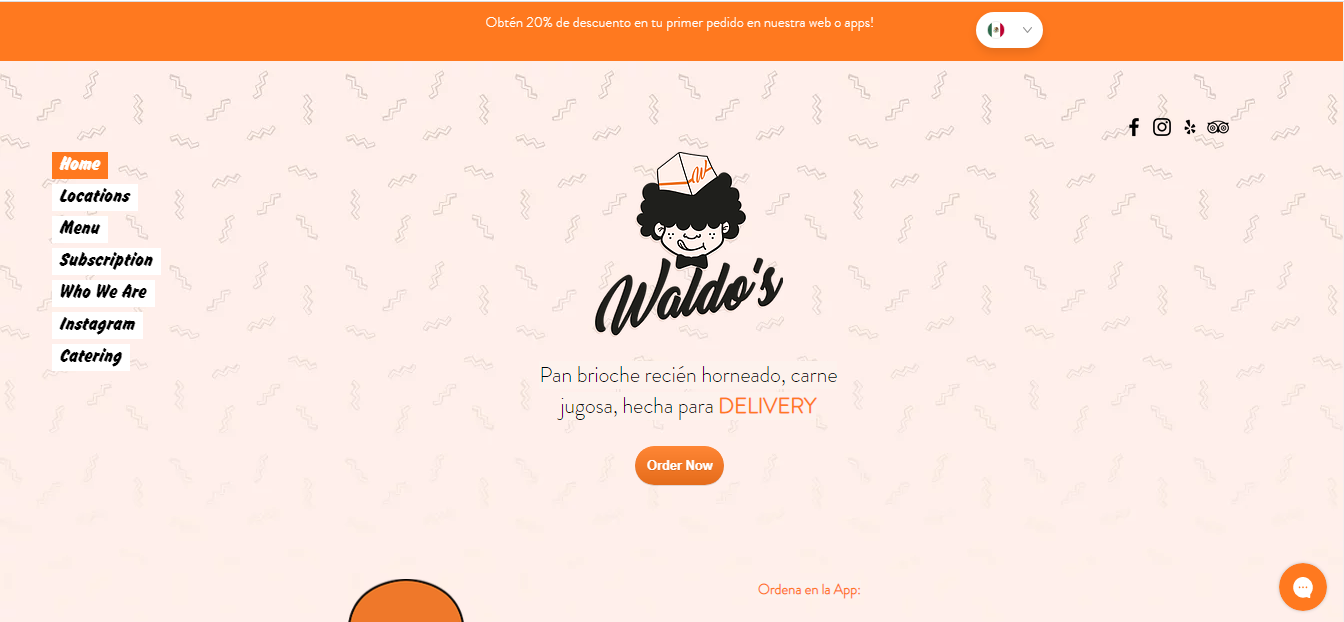 Obtén 20% de descuento en tu primer pedido en nuestra web o apps!
Home
Locations
Menu
Subscription
Who We Are
Instagram
Catering
W
Waldo's
Pan brioche recién horneado, carne
jugosa, hecha para DELIVERY
Order Now
Ordena en la App: